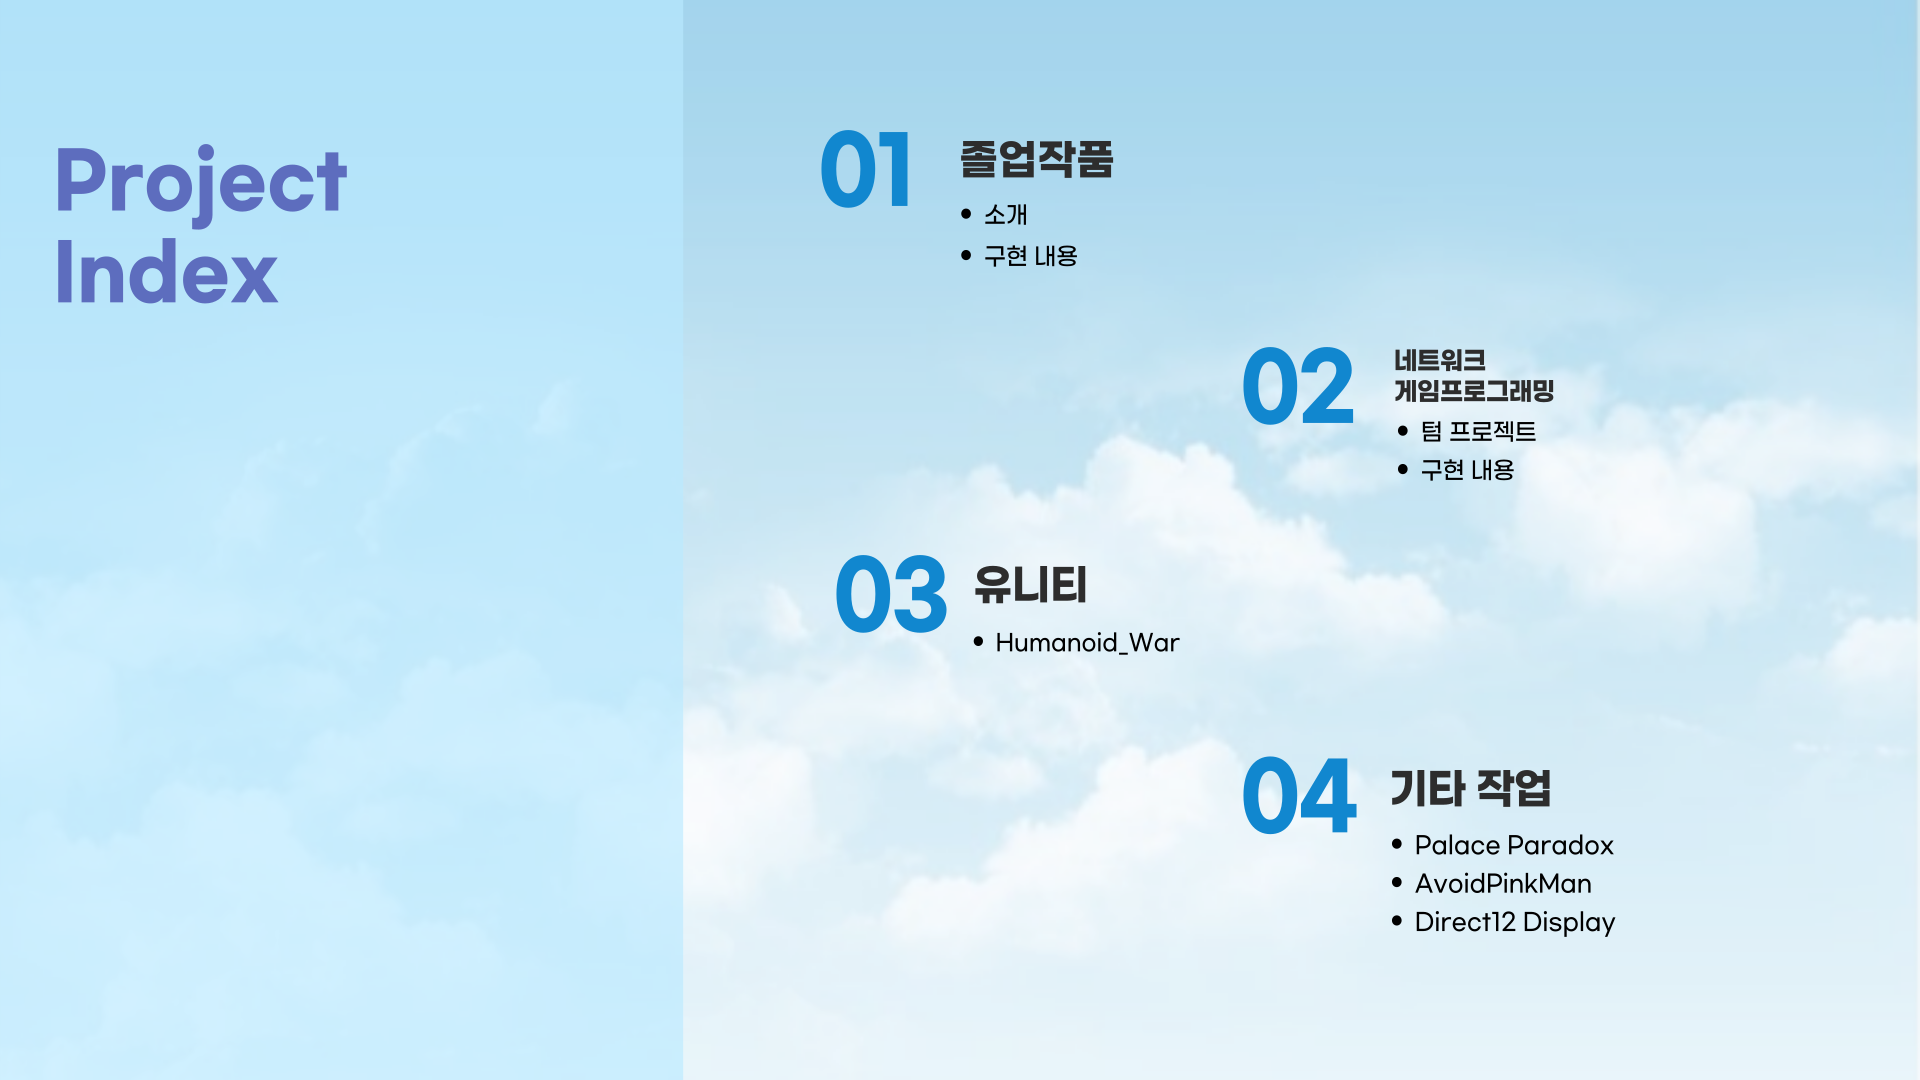 Project
Index
01
졸업작품
• 소개
• 구현 내용
02
네트워크
게임프로그래밍
• 텀 프로젝트
• 구현 내용
03
유니티
• Humanoid_War
04
기타 작업
• Palace Paradox
• AvoidPinkMan
• Direct12 Display